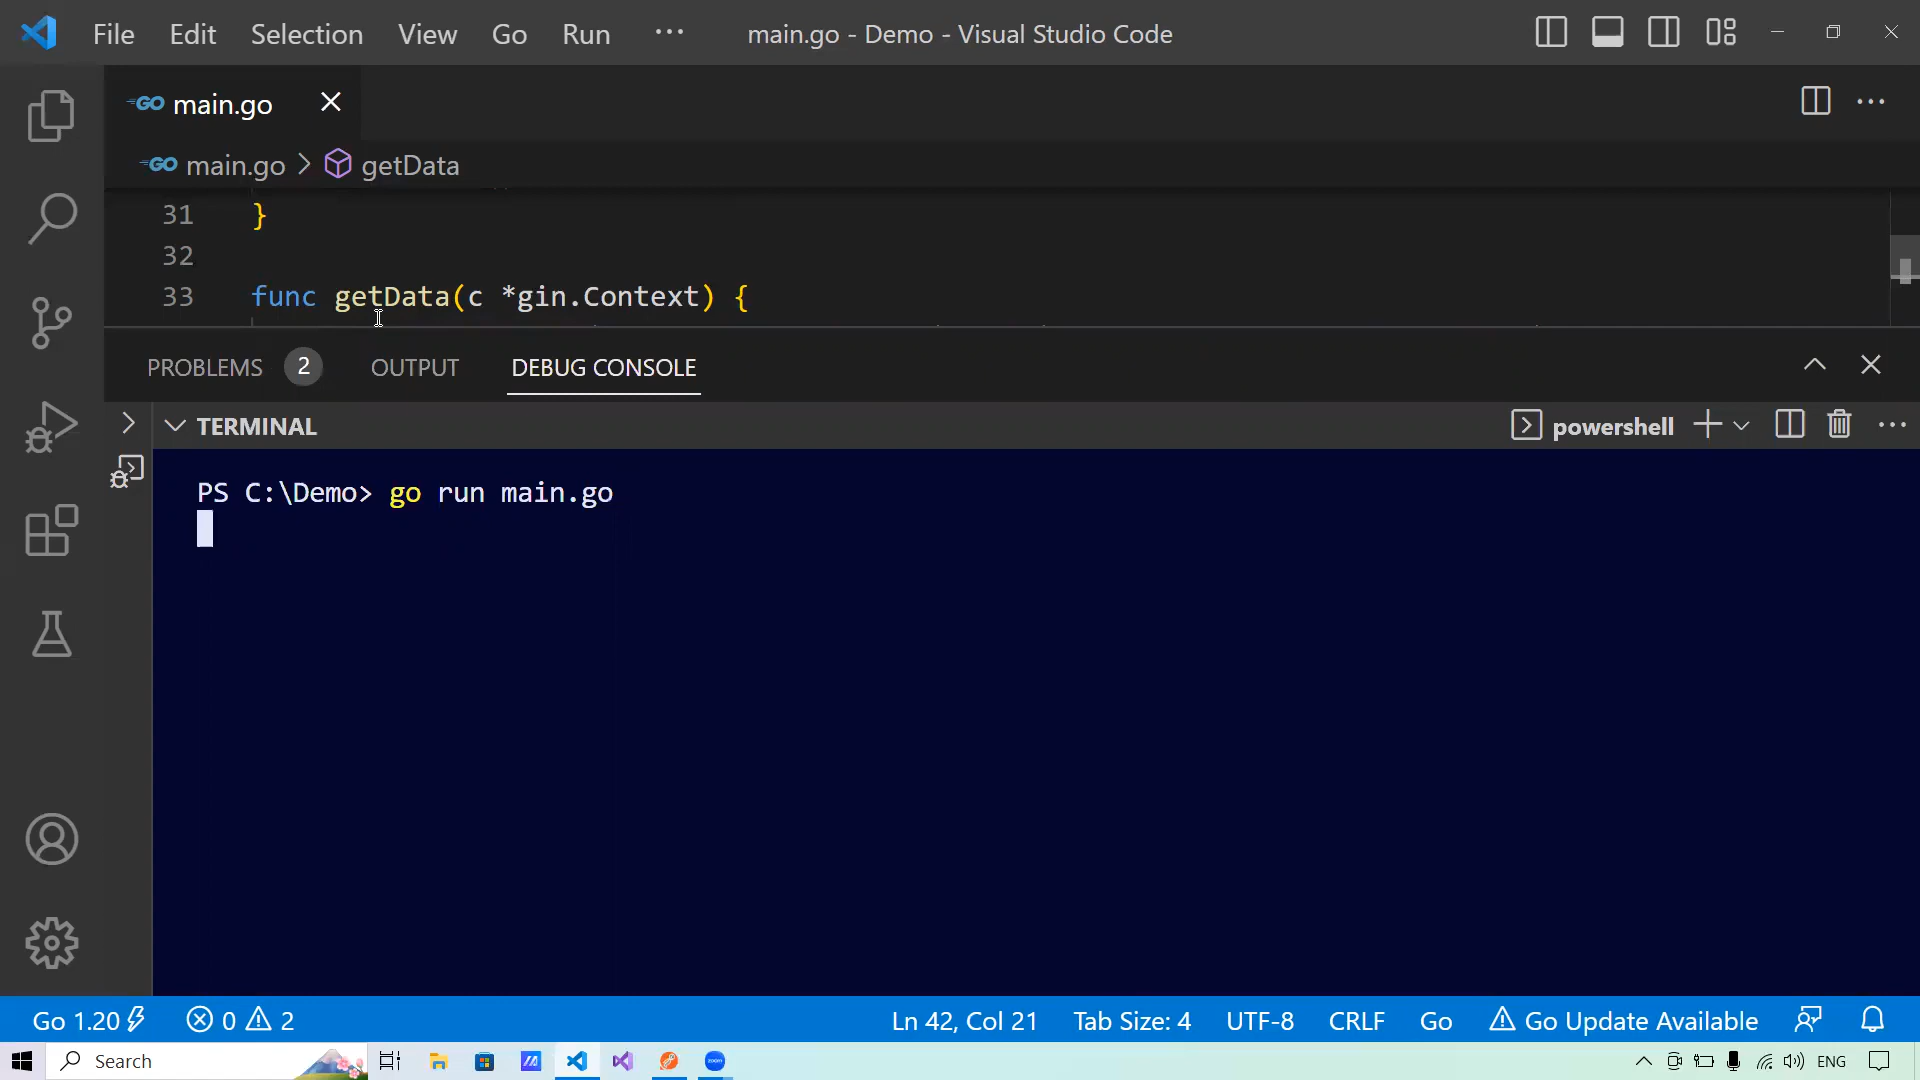 File Edit Selection View Go Run ··· main.go - Demo - Visual Studio Code
GO main.go
GO main.go > getData
31 }
32
33 func getData(c *gin.Context) {
PROBLEMS 2 OUTPUT DEBUG CONSOLE
TERMINAL powershell
PS C:\Demo> go run main.go
Go 1.20 0 2 Ln 42, Col 21 Tab Size: 4 UTF-8 CRLF Go Go Update Available
Search zoom ENG